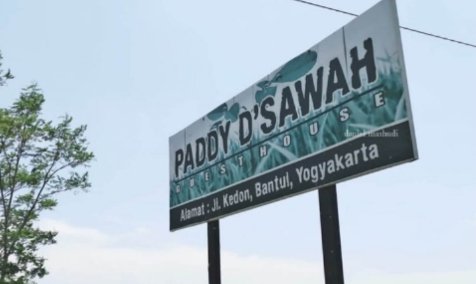 PADDY D'SAWAH
GUESTHOUSE
Alamat : Jl. Kedon, Bantul, Yogyakarta